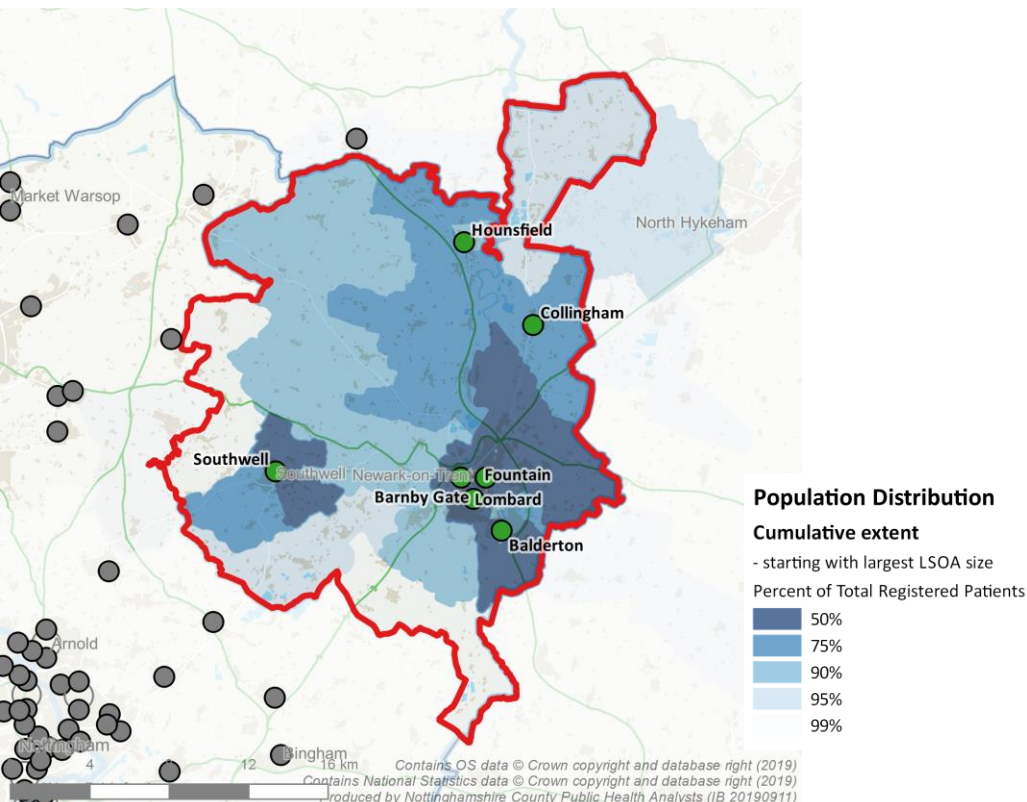 Market Warsop
North Hykeham
Hounsfield
Collingham
Southwell
Southwell
Newark-on-Trent
Fountain
Barnby Gate
Lombard
Balderton
Arnold
Nottingham
Bingham
4
8
12
16 km
Contains OS data © Crown copyright and database right (2019)
Contains National Statistics data © Crown copyright and database right (2019)
roduced by Nottinghamshire County Public Health Analysts (IB 20190911)
Population Distribution
Cumulative extent
- starting with largest LSOA size
Percent of Total Registered Patients
50%
75%
90%
95%
99%